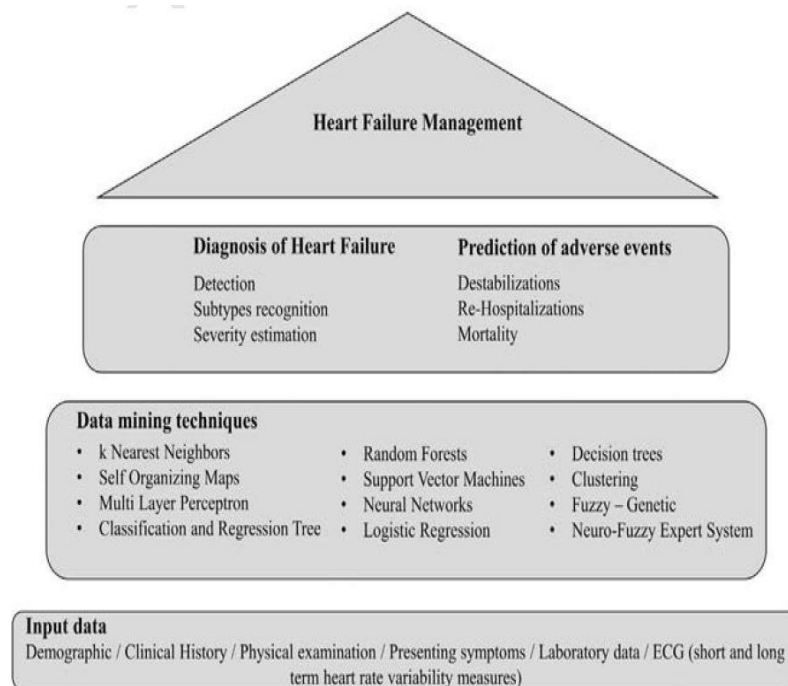 Heart Failure Management
Diagnosis of Heart Failure
Detection
Subtypes recognition
Severity estimation
Prediction of adverse events
Destabilizations
Re-Hospitalizations
Mortality
Data mining techniques
• k Nearest Neighbors
• Self Organizing Maps
• Multi Layer Perceptron
• Classification and Regression Tree
• Random Forests
• Support Vector Machines
• Neural Networks
• Logistic Regression
• Decision trees
• Clustering
• Fuzzy – Genetic
• Neuro-Fuzzy Expert System
Input data
Demographic / Clinical History / Physical examination / Presenting symptoms / Laboratory data / ECG (short and long
term heart rate variability measures)